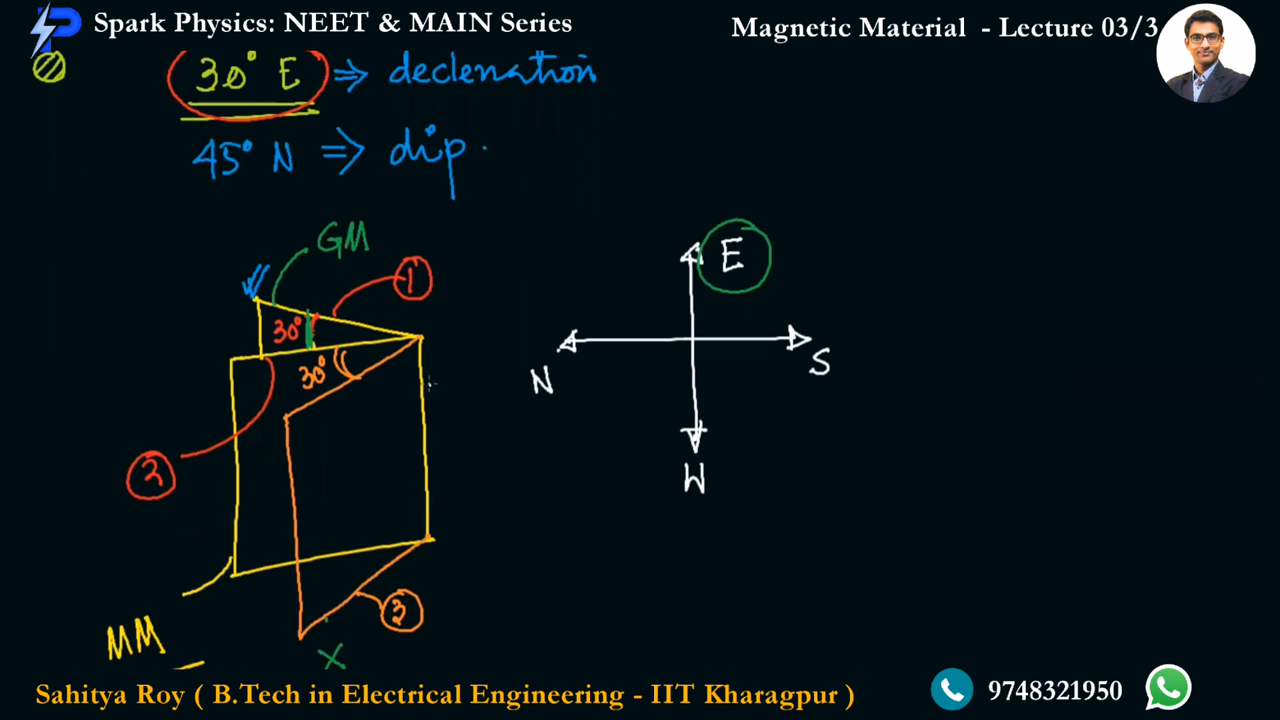 Spark Physics: NEET & MAIN Series
Magnetic Material - Lecture 03/3
30° E ⇒ declenation
45° N ⇒ dip.
GM
1
E
30°
30°
N
S
2
W
3
MM
X
Sahitya Roy ( B.Tech in Electrical Engineering - IIT Kharagpur )
9748321950